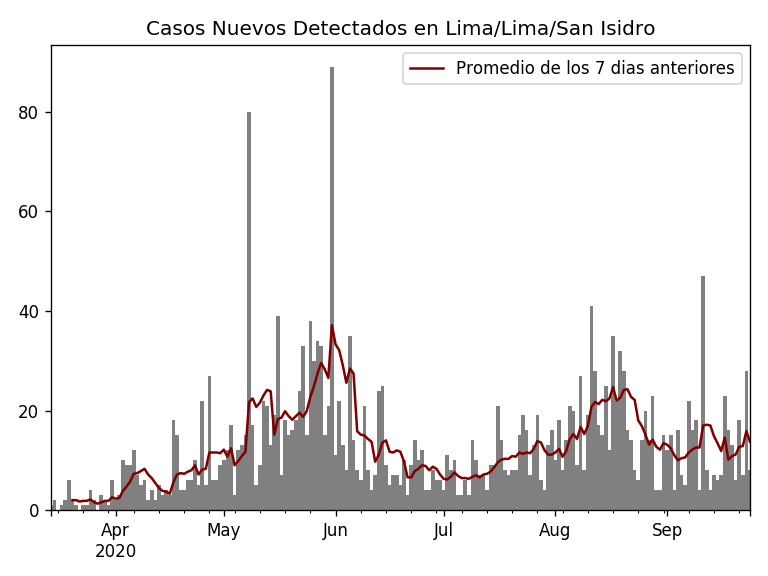 Casos Nuevos Detectados en Lima/Lima/San Isidro
Promedio de los 7 dias anteriores
80
60
40
20
0
Apr May Jun Jul Aug Sep
2020